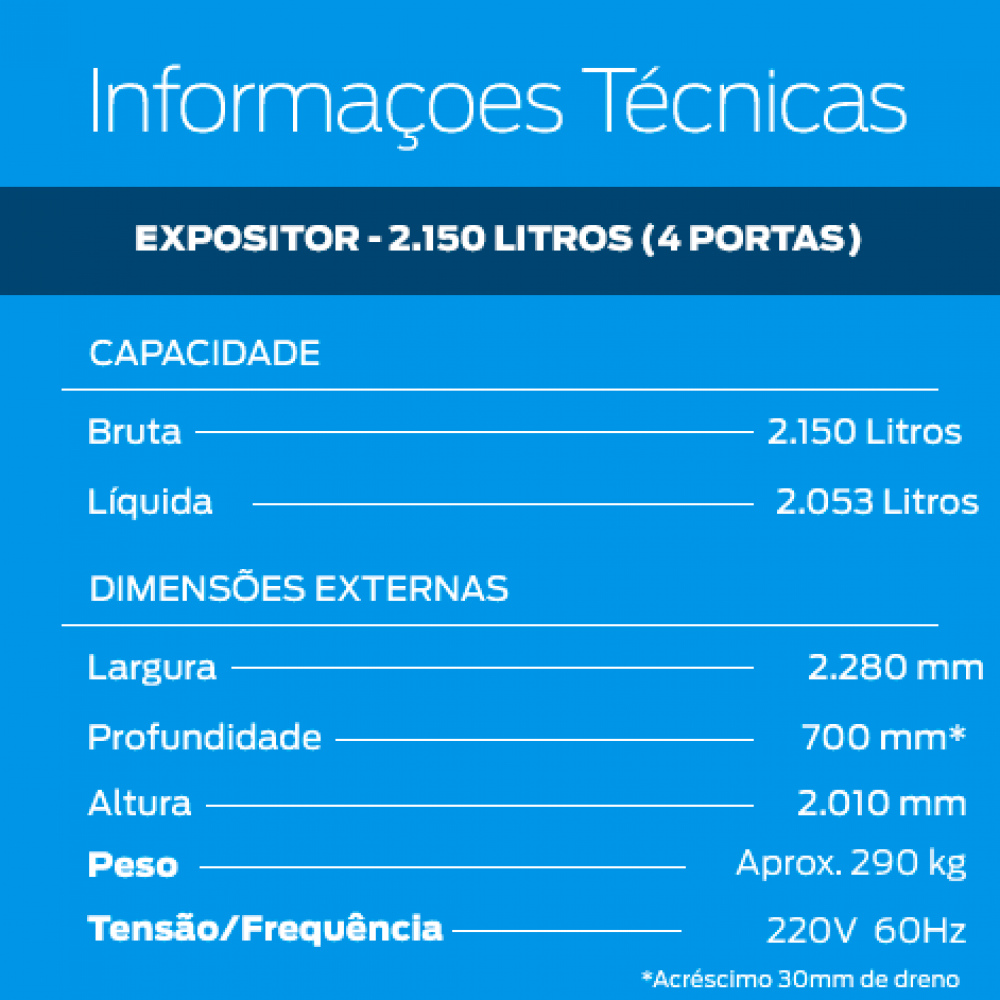 Informaçoes Técnicas
EXPOSITOR - 2.150 LITROS (4 PORTAS)
CAPACIDADE
Bruta 2.150 Litros
Líquida 2.053 Litros
DIMENSÕES EXTERNAS
Largura 2.280 mm
Profundidade 700 mm*
Altura 2.010 mm
Peso Aprox. 290 kg
Tensão/Frequência 220V 60Hz
*Acréscimo 30mm de dreno